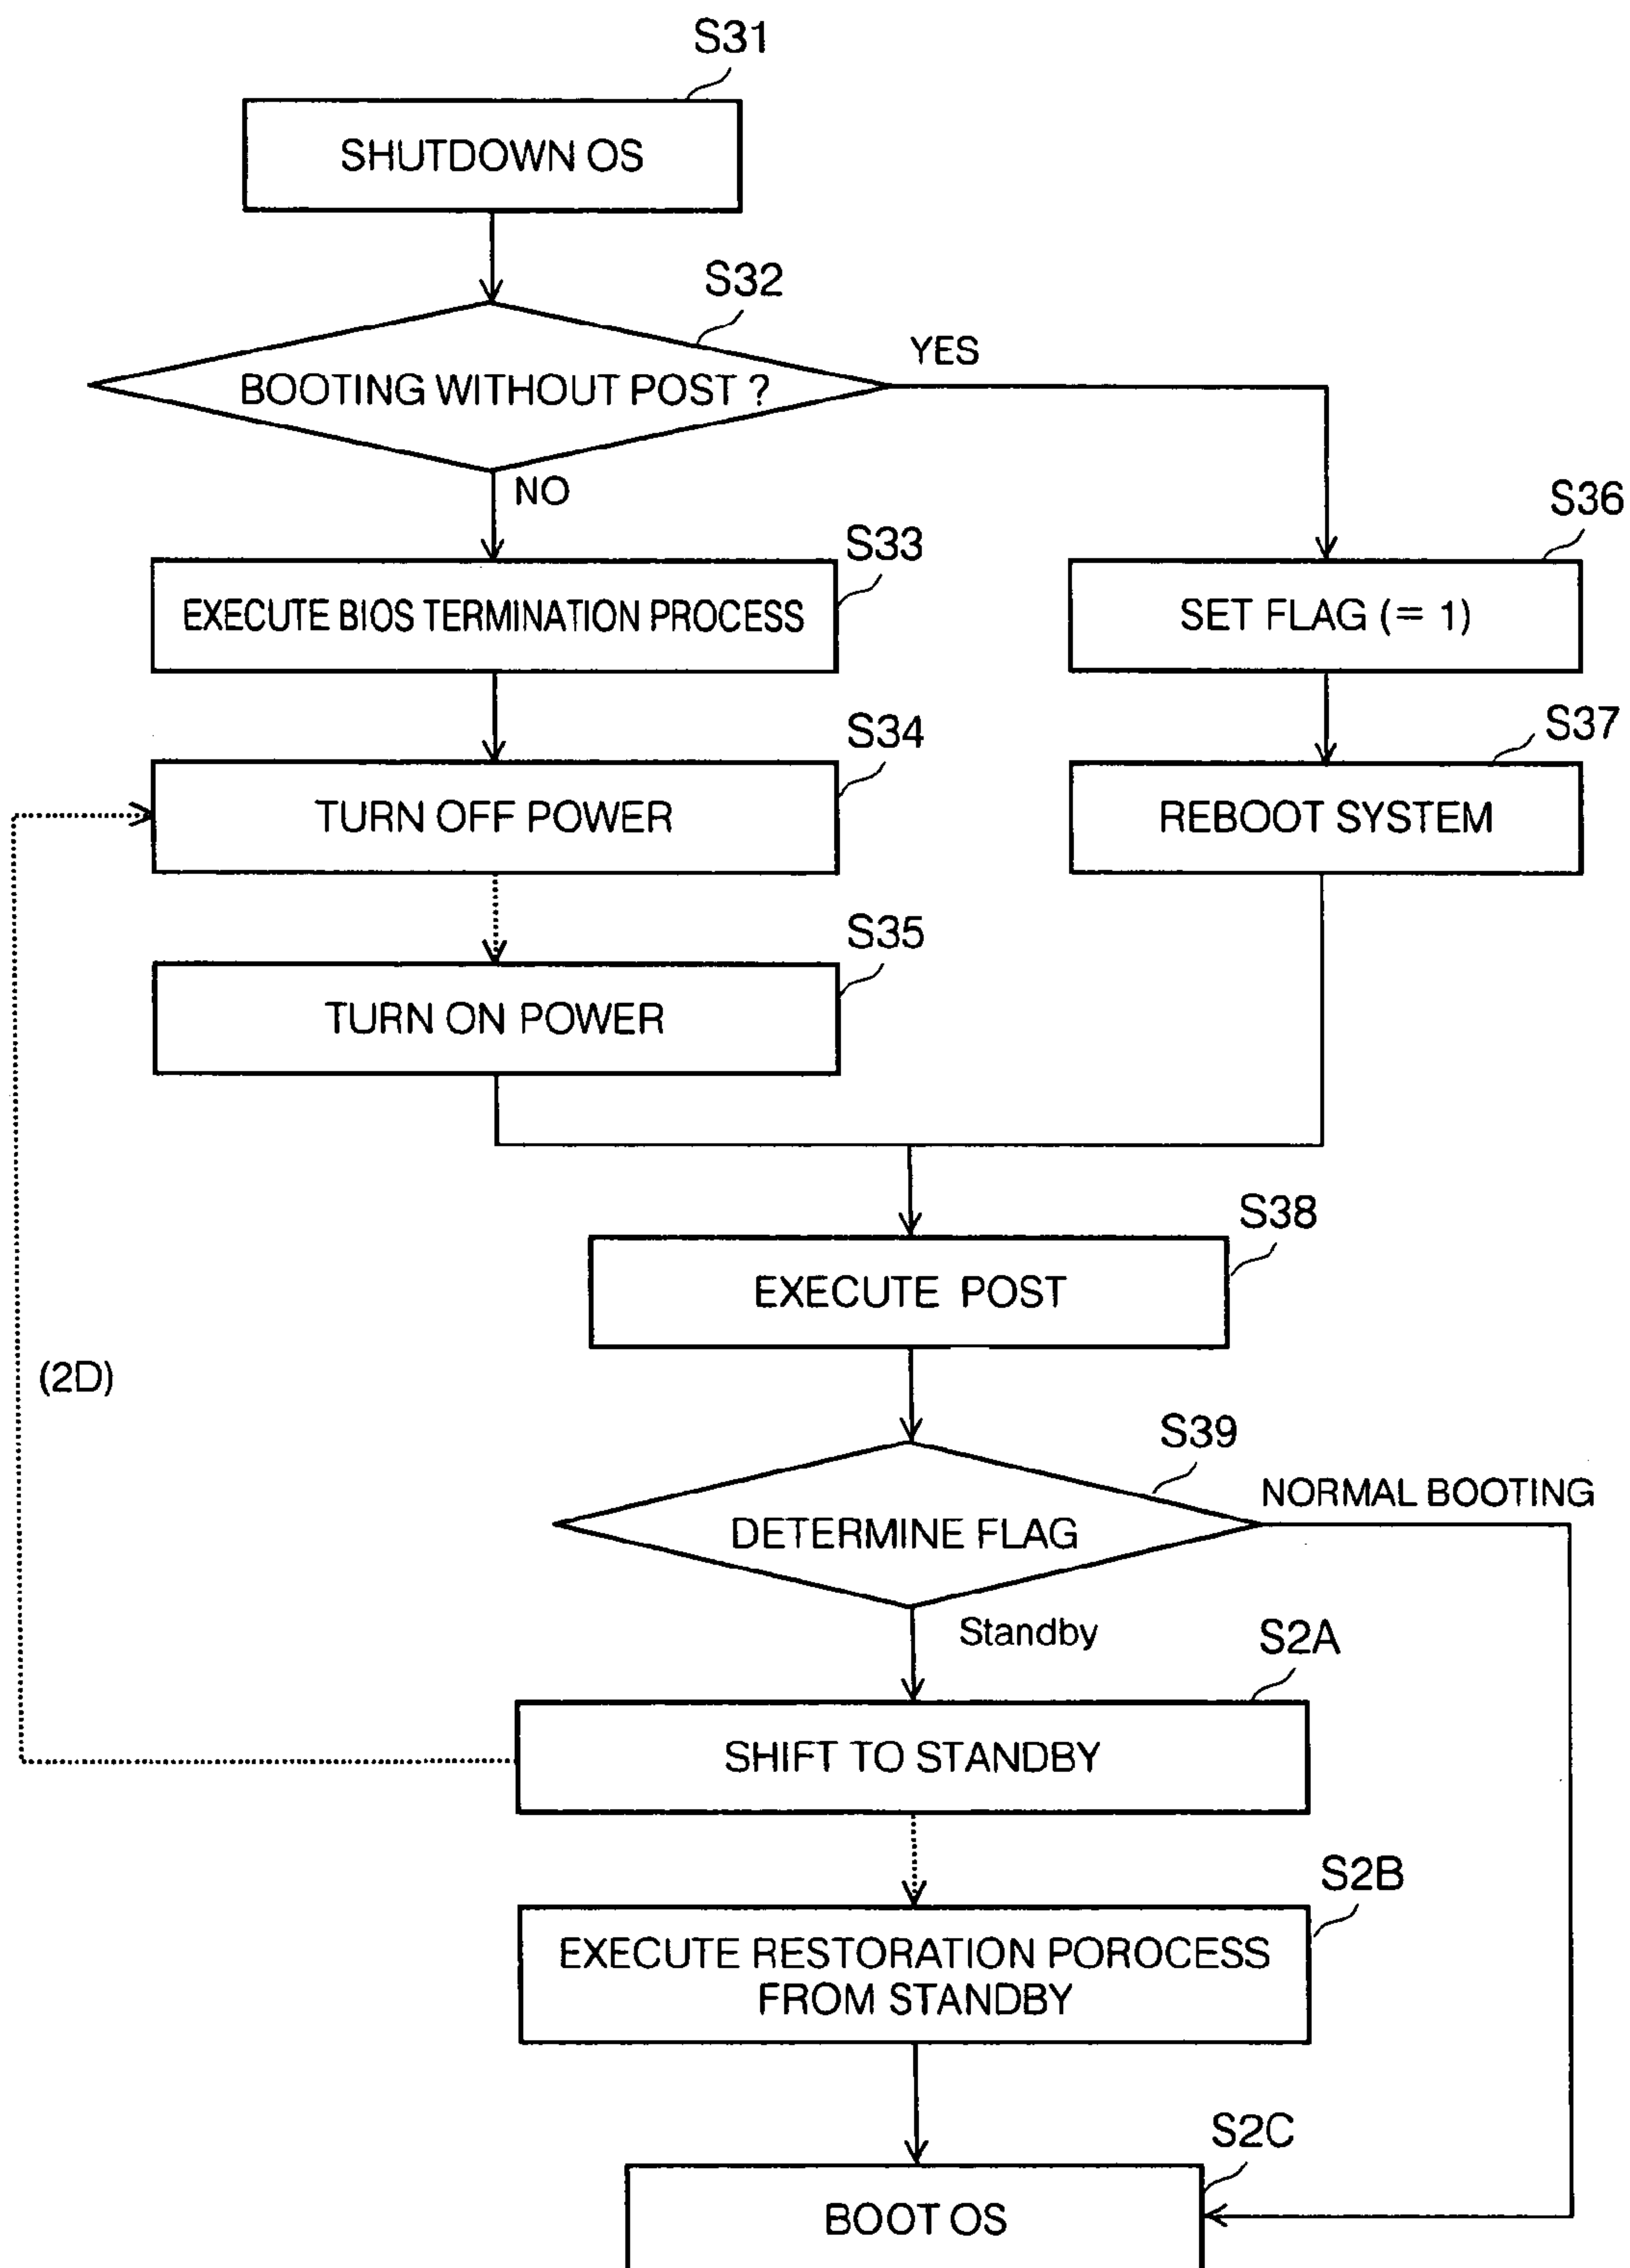 S31
SHUTDOWN OS
S32
BOOTING WITHOUT POST ?
YES
NO
S33
EXECUTE BIOS TERMINATION PROCESS
S36
SET FLAG (= 1)
S34
TURN OFF POWER
S37
REBOOT SYSTEM
S35
TURN ON POWER
S38
EXECUTE POST
(2D)
S39
DETERMINE FLAG
NORMAL BOOTING
Standby
S2A
SHIFT TO STANDBY
S2B
EXECUTE RESTORATION POROCESS
FROM STANDBY
S2C
BOOT OS